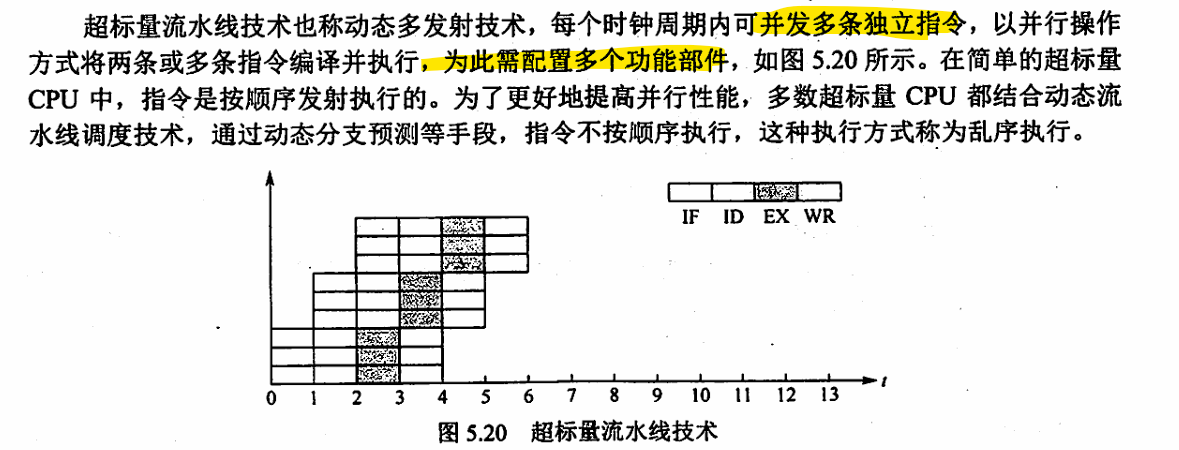 超标量流水线技术也称动态多发射技术，每个时钟周期内可并发多条独立指令，以并行操作
方式将两条或多条指令编译并执行，为此需配置多个功能部件，如图 5.20 所示。在简单的超标量
CPU 中，指令是按顺序发射执行的。为了更好地提高并行性能，多数超标量 CPU 都结合动态流
水线调度技术，通过动态分支预测等手段，指令不按顺序执行，这种执行方式称为乱序执行。
IF ID EX WR
0 1 2 3 4 5 6 7 8 9 10 11 12 13 t
图 5.20 超标量流水线技术